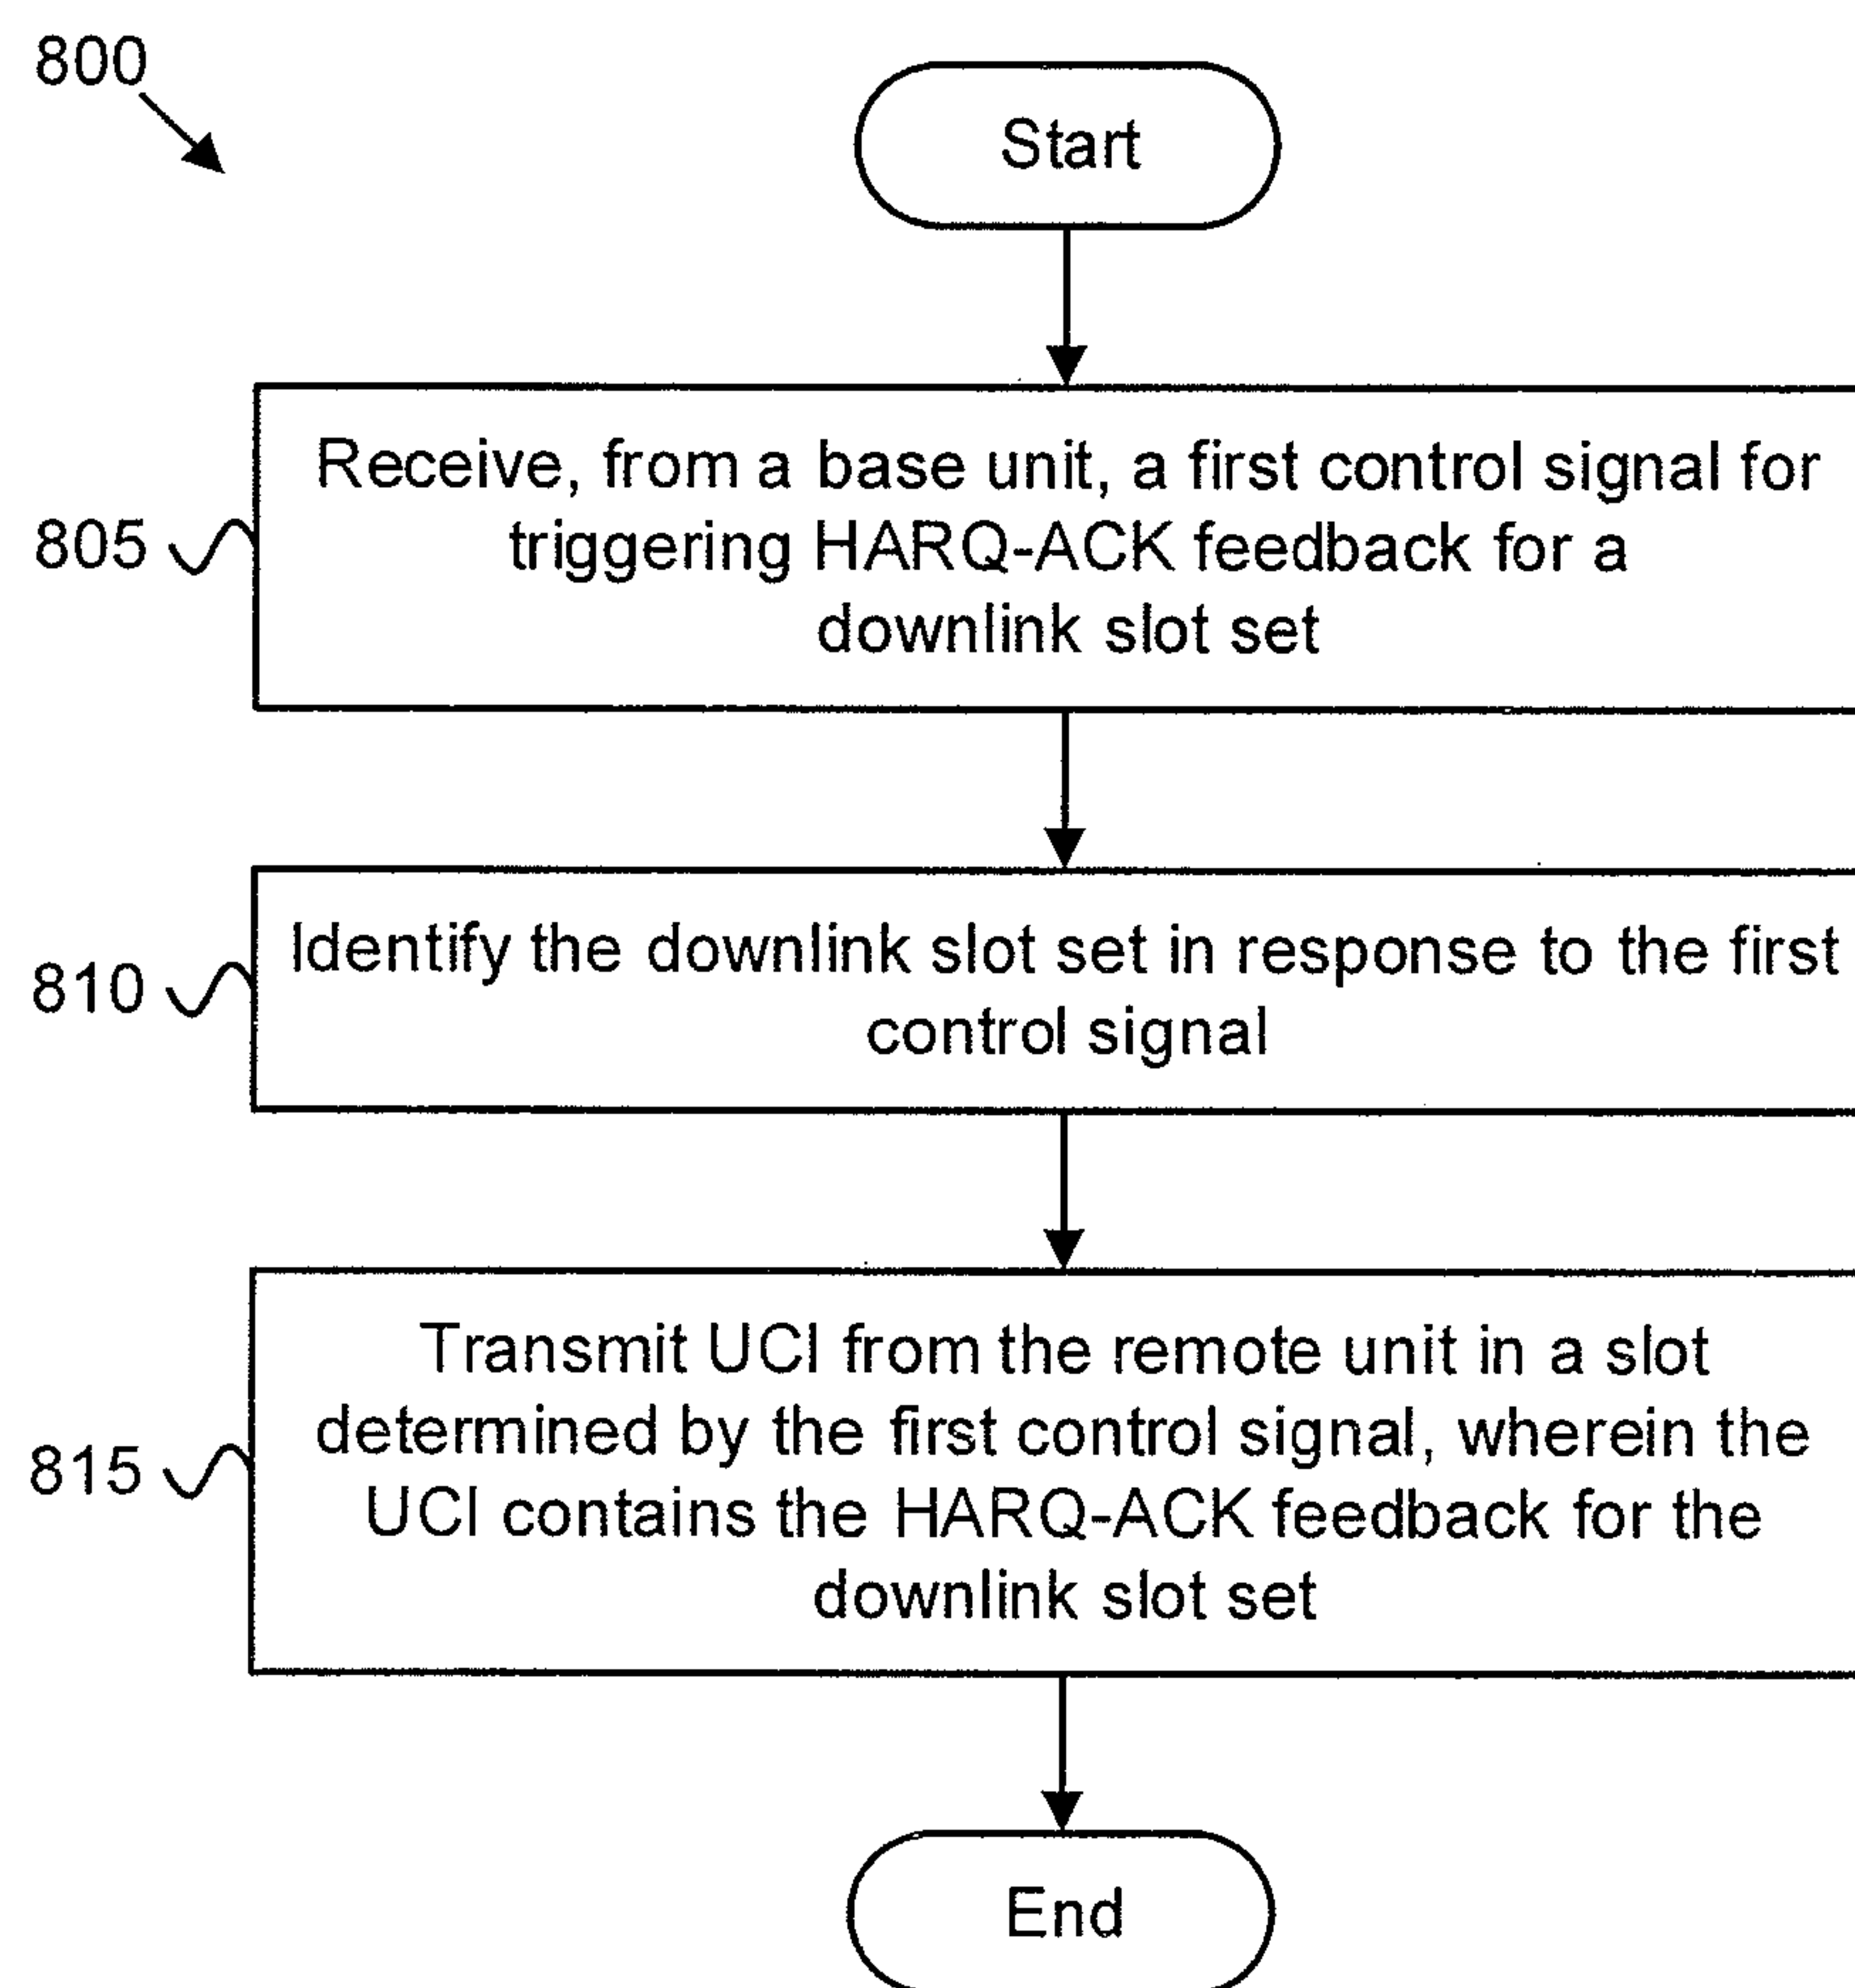 800
Start
805
Receive, from a base unit, a first control signal for
triggering HARQ-ACK feedback for a
downlink slot set
810
Identify the downlink slot set in response to the first
control signal
815
Transmit UCI from the remote unit in a slot
determined by the first control signal, wherein the
UCI contains the HARQ-ACK feedback for the
downlink slot set
End